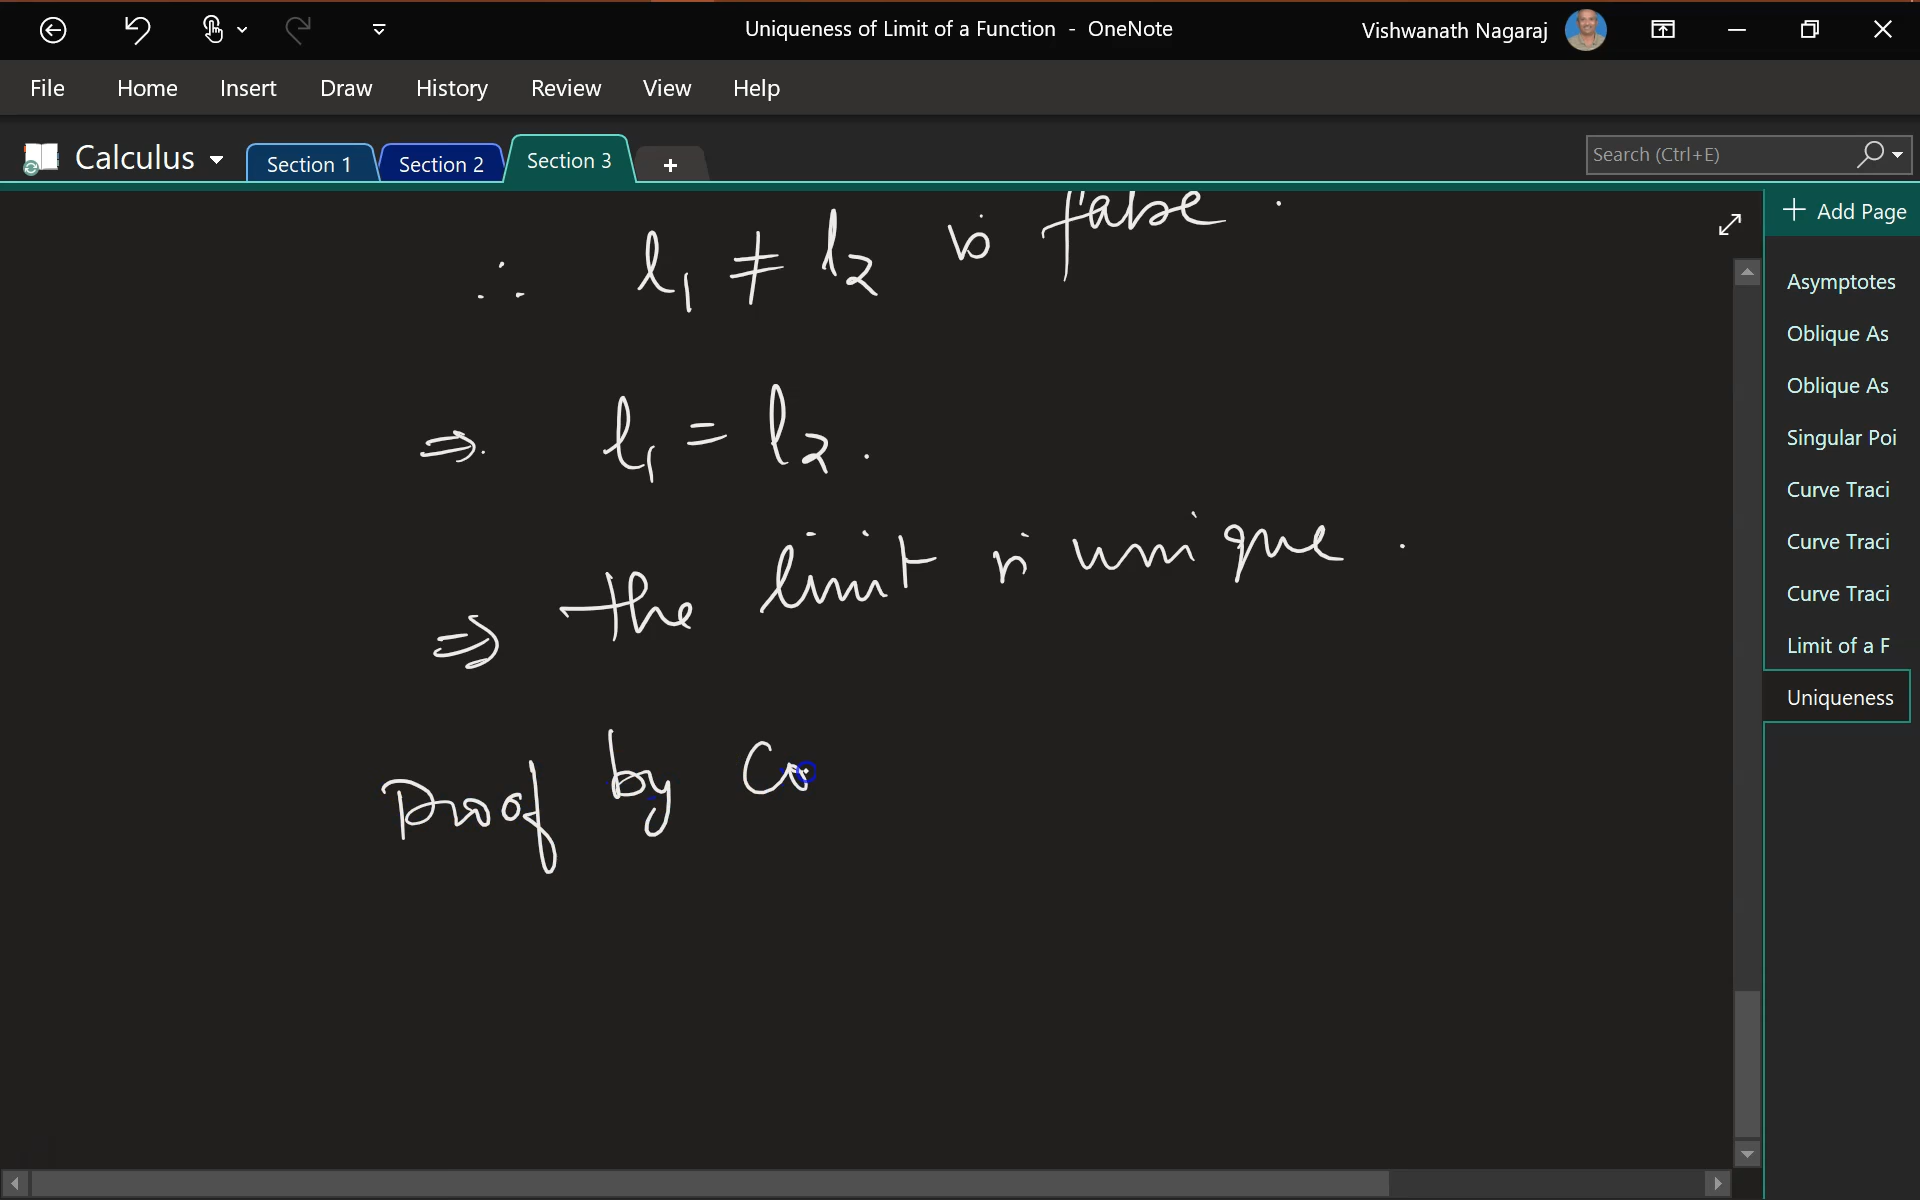 Uniqueness of Limit of a Function - OneNote
Vishwanath Nagaraj
File Home Insert Draw History Review View Help
Calculus
Section 1
Section 2
Section 3
+
Search (Ctrl+E)
+ Add Page
Asymptotes
Oblique As
Oblique As
Singular Poi
Curve Traci
Curve Traci
Curve Traci
Limit of a F
Uniqueness
∴ l₁ ≠ l₂ is false.
⇒ l₁ = l₂.
⇒ the limit is unique.
Proof by Co